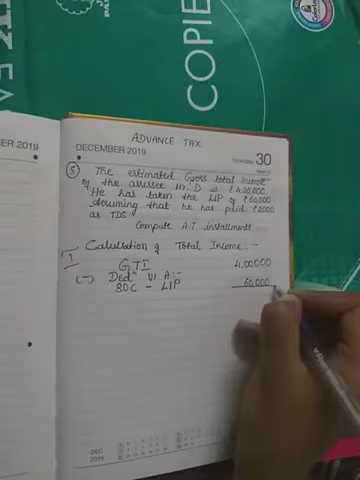 COPIE
ER 2019
DECEMBER 2019
Monday 30
ADVANCE TAX
5 The estimated Gross total income
of the assessee Mr. D is ₹ 4,00,000
He has taken the LIP of ₹ 60,000
Assuming that he has paid ₹ 2000
as TDS
Compute A.T installments
I Calculation of Total Income :-
GTI 4,00,000
(-) Dedn VI A :-
80C - LIP 60,000
DEC
2019